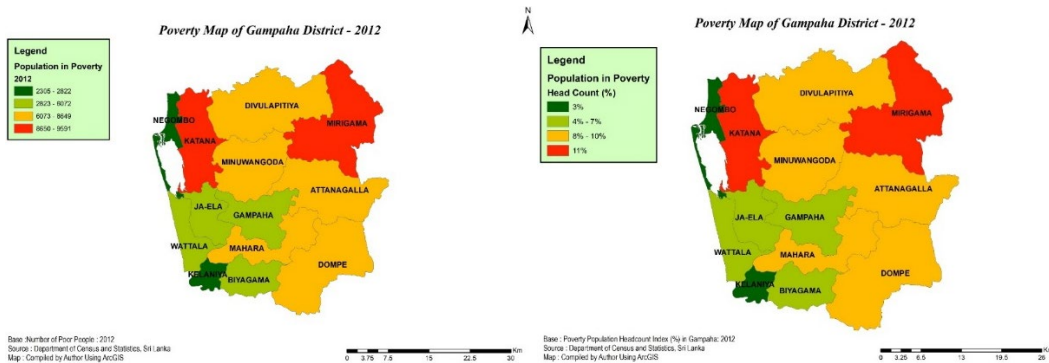 Poverty Map of Gampaha District - 2012
Legend
Population in Poverty
2012
2305 - 2822
2823 - 6072
6073 - 8649
8650 - 9591
DIVULAPITIYA
NEGOMBO
MIRIGAMA
KATANA
MINUWANGODA
ATTANAGALLA
JA-ELA
GAMPAHA
WATTALA
MAHARA
DOMPE
KELANIYA
BIYAGAMA
Base :Number of Poor People : 2012
Source : Department of Census and Statistics, Sri Lanka
Map : Compiled by Author Using ArcGIS
Km
0 3.75 7.5 15 22.5 30
N
Poverty Map of Gampaha District - 2012
Legend
Population in Poverty
Head Count (%)
3%
4% - 7%
8% - 10%
11%
DIVULAPITIYA
NEGOMBO
MIRIGAMA
KATANA
MINUWANGODA
ATTANAGALLA
JA-ELA
GAMPAHA
WATTALA
MAHARA
DOMPE
KELANIYA
BIYAGAMA
Base : Poverty Population Headcount Index (%) in Gampaha: 2012
Source : Department of Census and Statistics, Sri Lanka
Map : Compiled by Author Using ArcGIS
Km
0 3.25 6.5 13 19.5 26